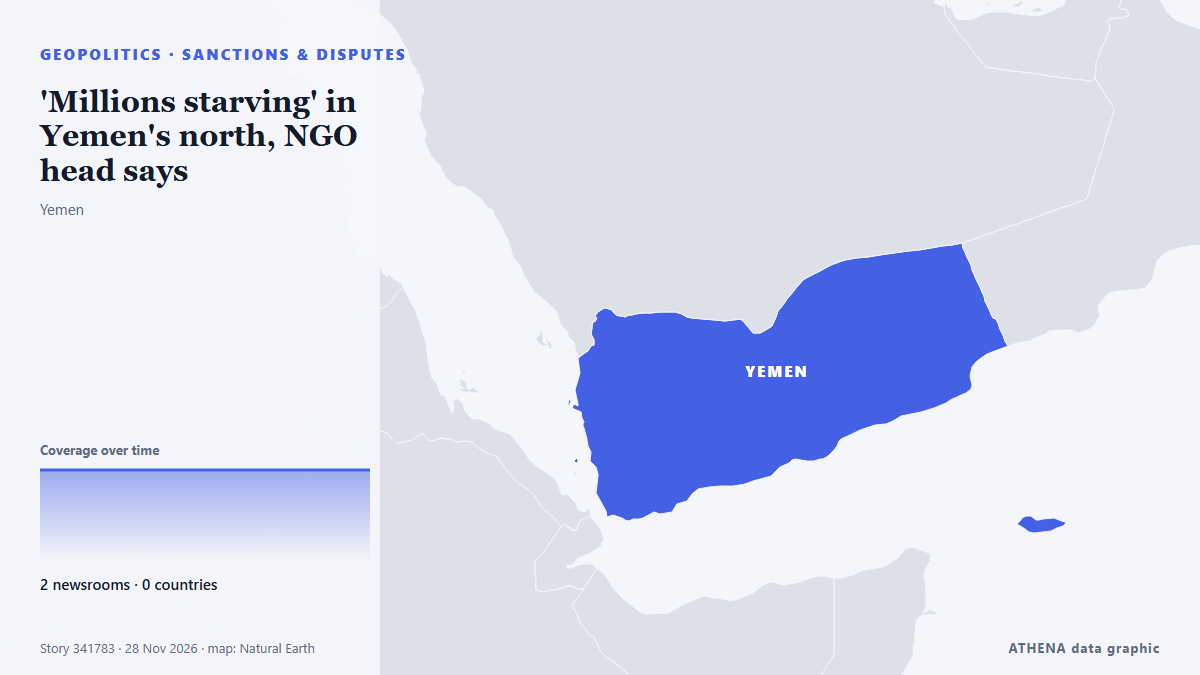 GEOPOLITICS · SANCTIONS & DISPUTES
'Millions starving' in
Yemen's north, NGO
head says
Yemen
YEMEN
Coverage over time
2 newsrooms · 0 countries
Story 341783 · 28 Nov 2026 · map: Natural Earth
ATHENA data graphic